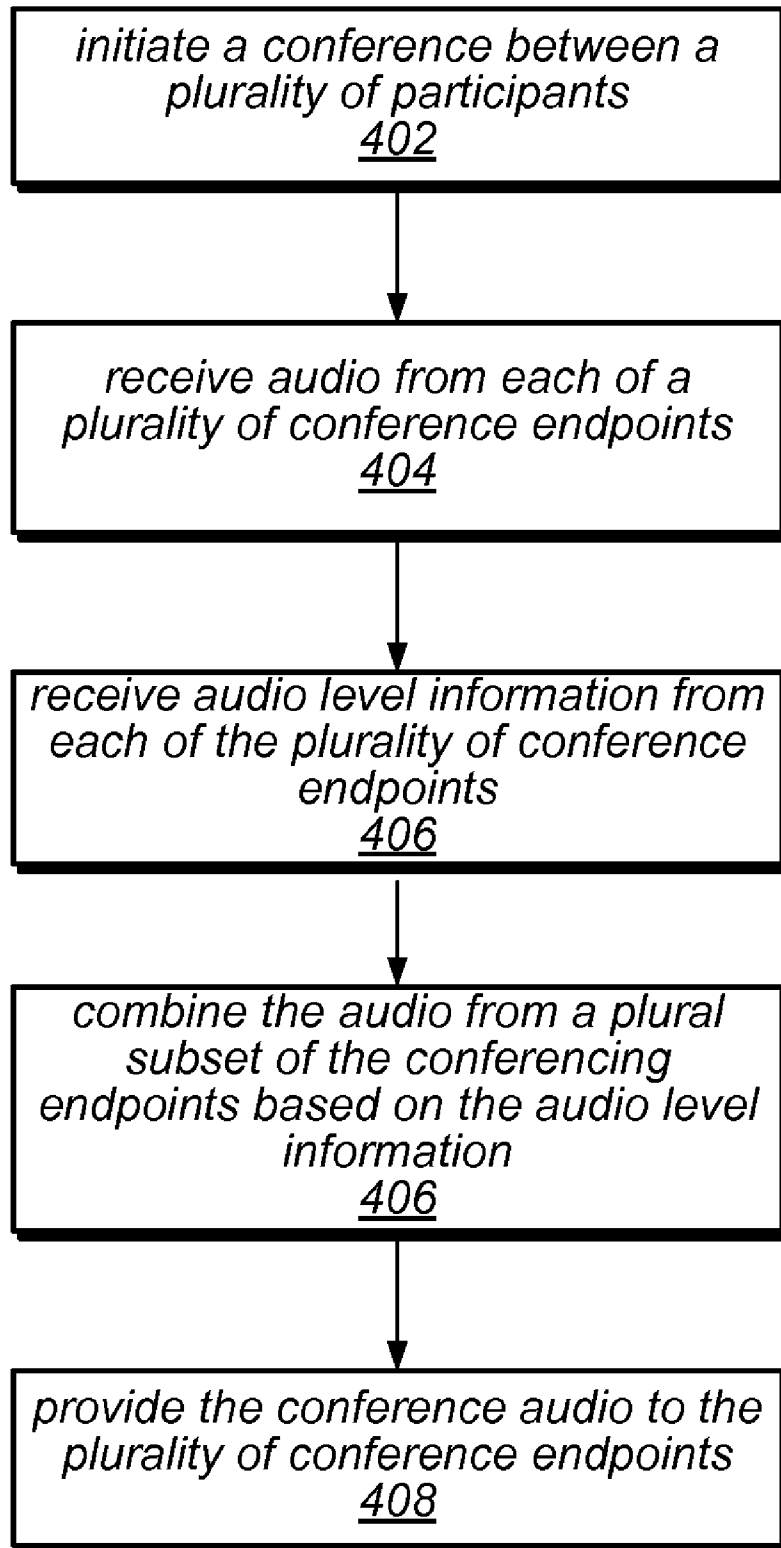 initiate a conference between a
plurality of participants
402
receive audio from each of a
plurality of conference endpoints
404
receive audio level information from
each of the plurality of conference
endpoints
406
combine the audio from a plural
subset of the conferencing
endpoints based on the audio level
information
406
provide the conference audio to the
plurality of conference endpoints
408